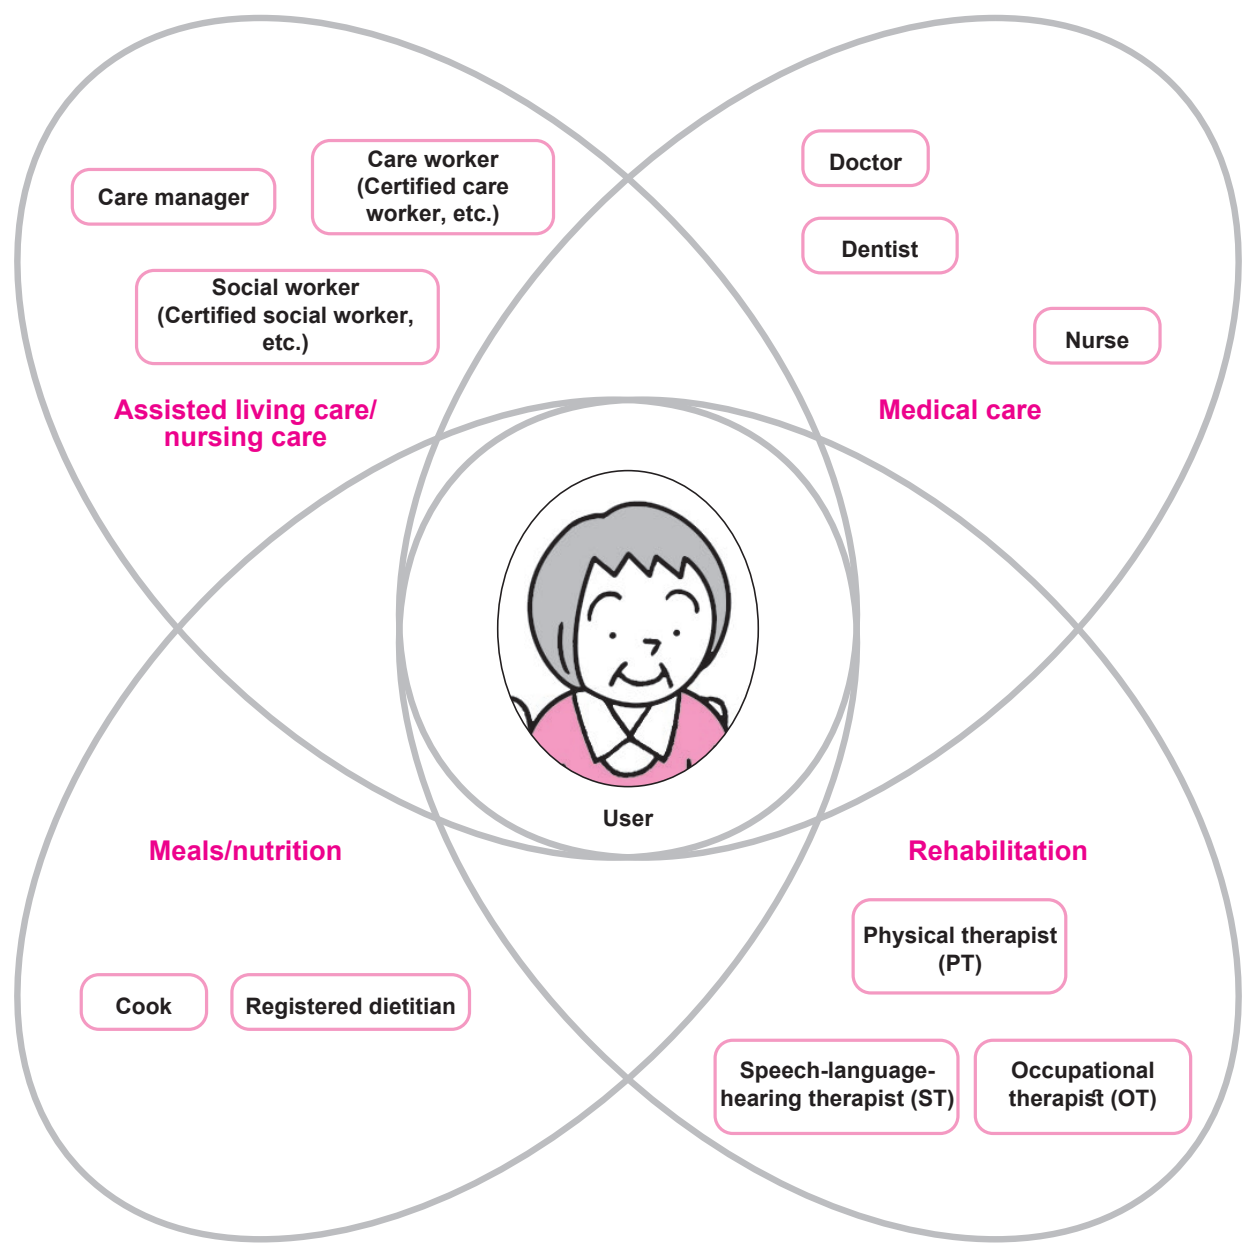 Care manager
Care worker
(Certified care
worker, etc.)
Social worker
(Certified social worker,
etc.)
Assisted living care/
nursing care
Doctor
Dentist
Nurse
Medical care
User
Meals/nutrition
Cook
Registered dietitian
Rehabilitation
Physical therapist
(PT)
Speech-language-
hearing therapist (ST)
Occupational
therapist (OT)